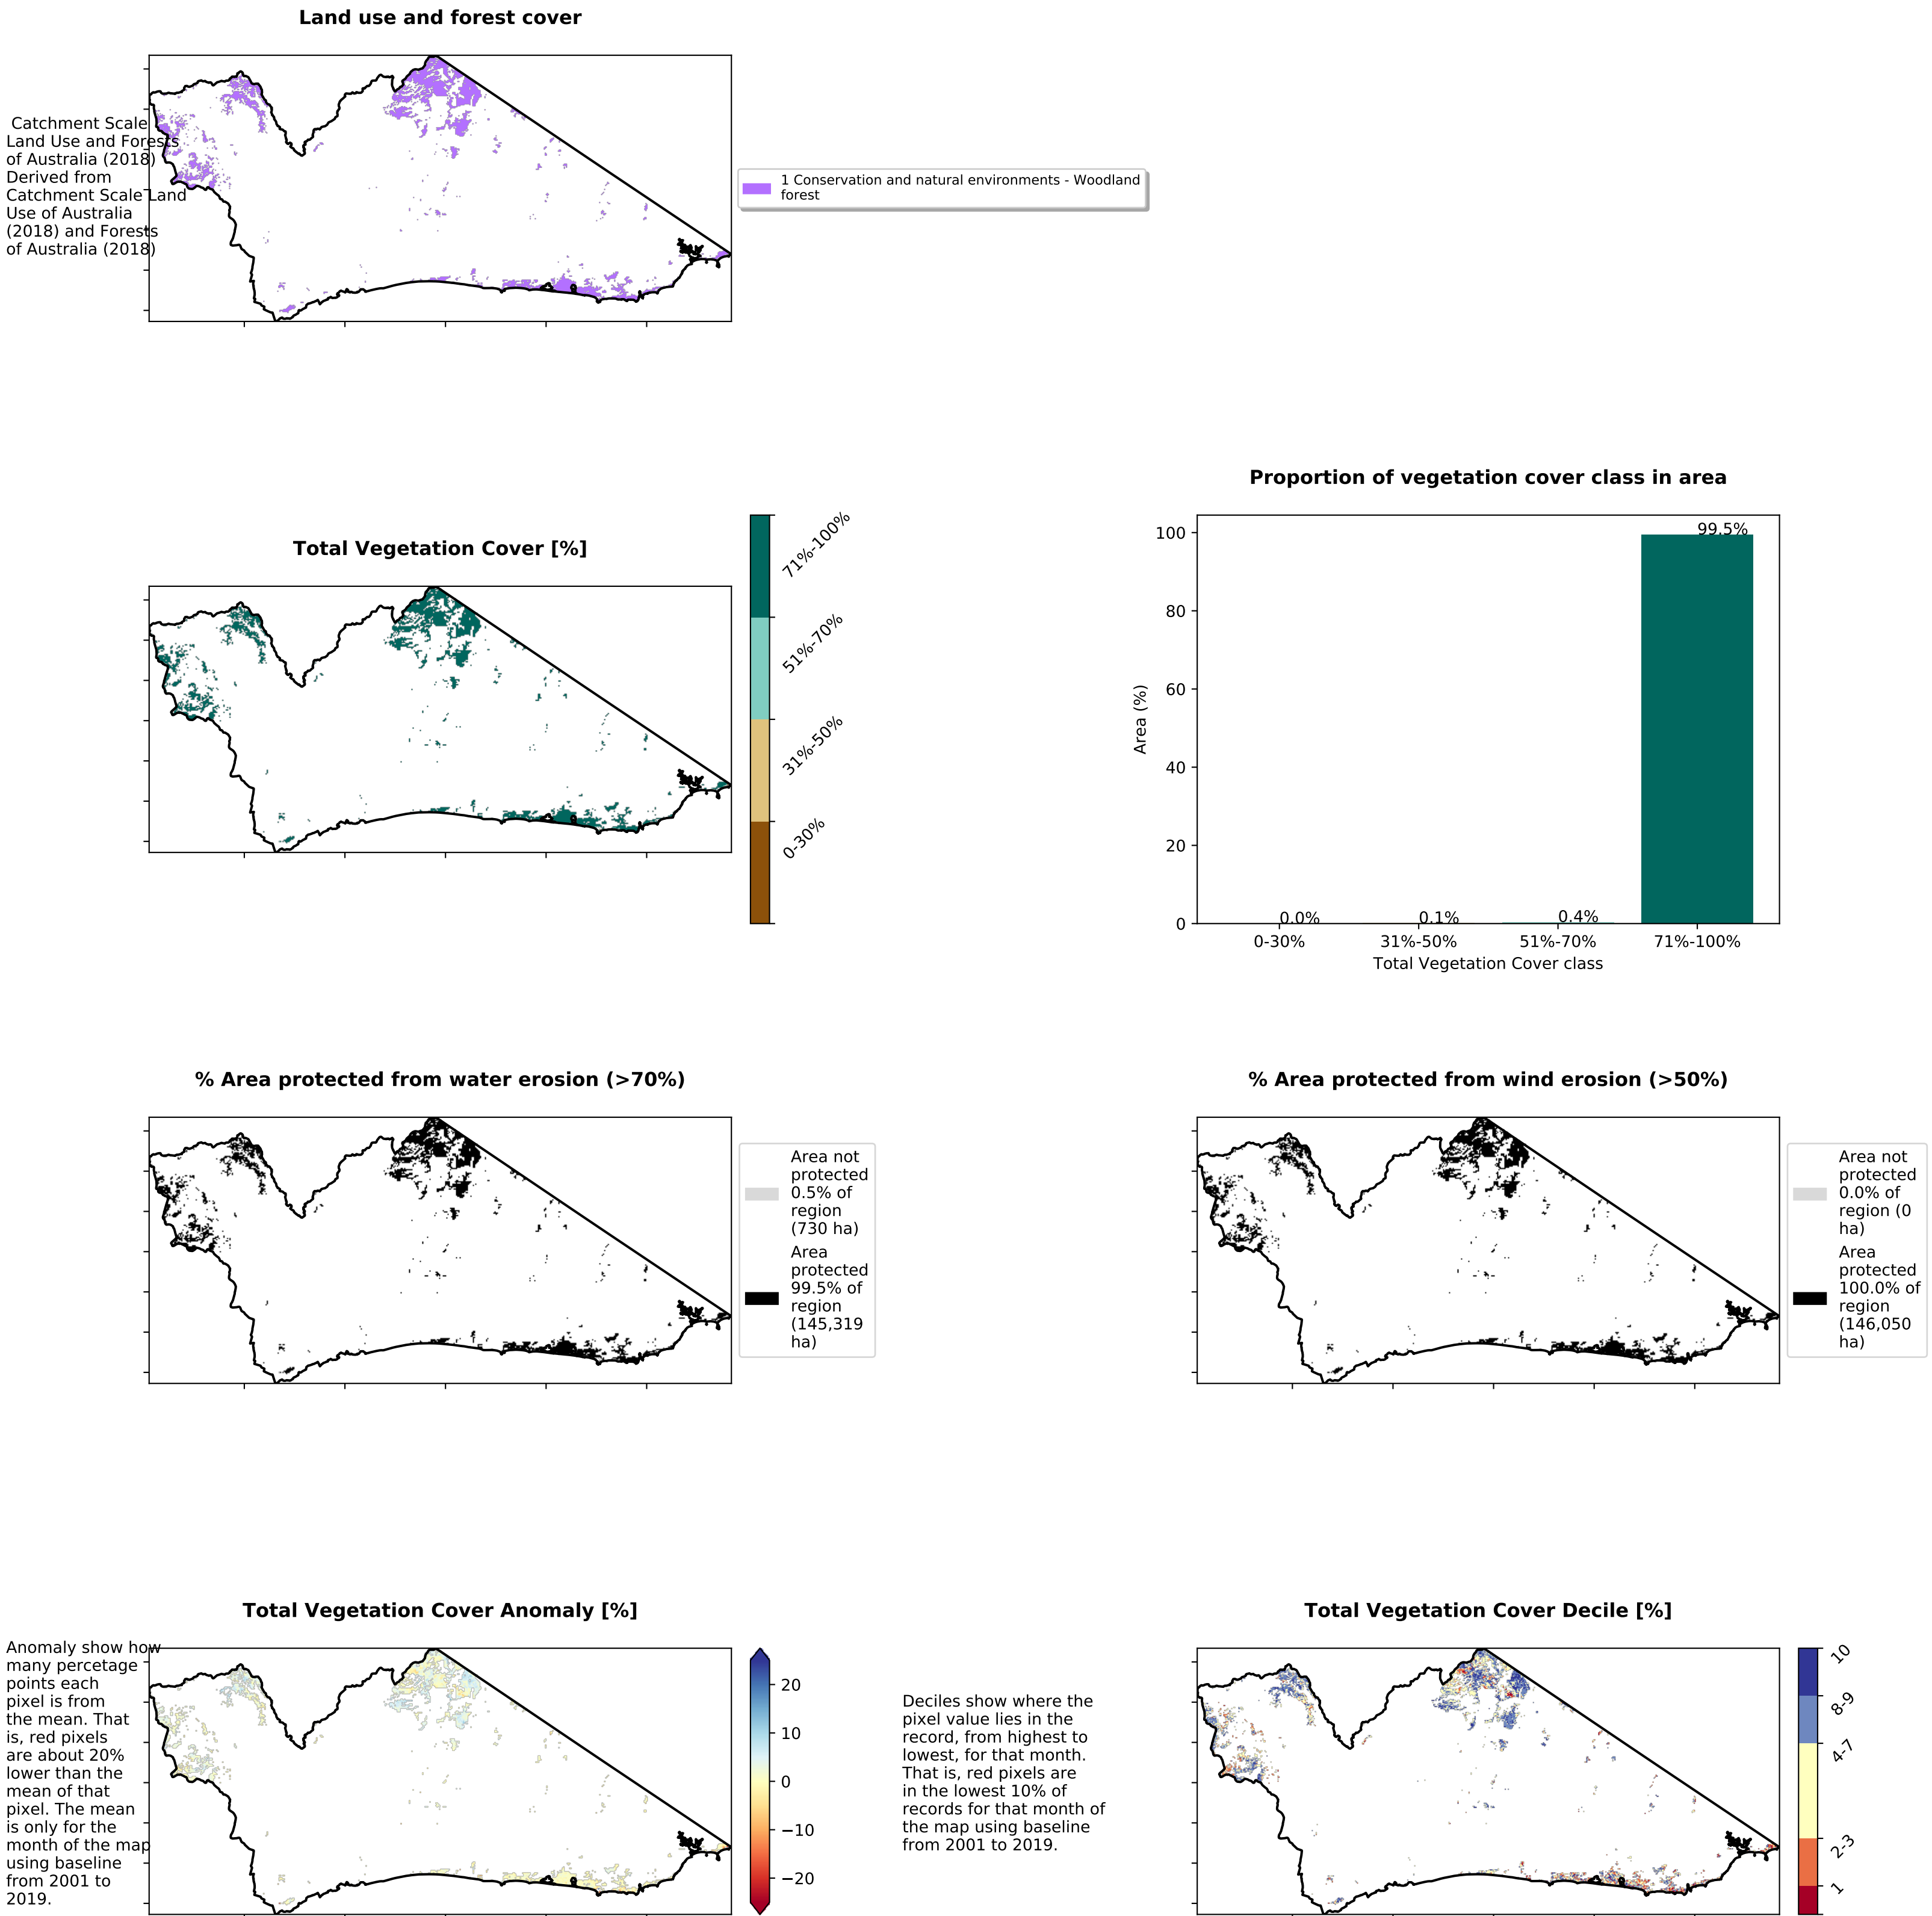 Land use and forest cover
Catchment Scale
Land Use and Forests
of Australia (2018)
Derived from
Catchment Scale Land
Use of Australia
(2018) and Forests
of Australia (2018)
1 Conservation and natural environments - Woodland
forest
Total Vegetation Cover [%]
71%-100%
51%-70%
31%-50%
0-30%
Proportion of vegetation cover class in area
Area (%)
100
80
60
40
20
0
0.0%
0.1%
0.4%
99.5%
0-30%
31%-50%
51%-70%
71%-100%
Total Vegetation Cover class
% Area protected from water erosion (>70%)
Area not
protected
0.5% of
region
(730 ha)
Area
protected
99.5% of
region
(145,319
ha)
% Area protected from wind erosion (>50%)
Area not
protected
0.0% of
region (0
ha)
Area
protected
100.0% of
region
(146,050
ha)
Total Vegetation Cover Anomaly [%]
Anomaly show how
many percetage
points each
pixel is from
the mean. That
is, red pixels
are about 20%
lower than the
mean of that
pixel. The mean
is only for the
month of the map
using baseline
from 2001 to
2019.
20
10
0
−10
−20
Total Vegetation Cover Decile [%]
Deciles show where the
pixel value lies in the
record, from highest to
lowest, for that month.
That is, red pixels are
in the lowest 10% of
records for that month of
the map using baseline
from 2001 to 2019.
10
8-9
4-7
2-3
1